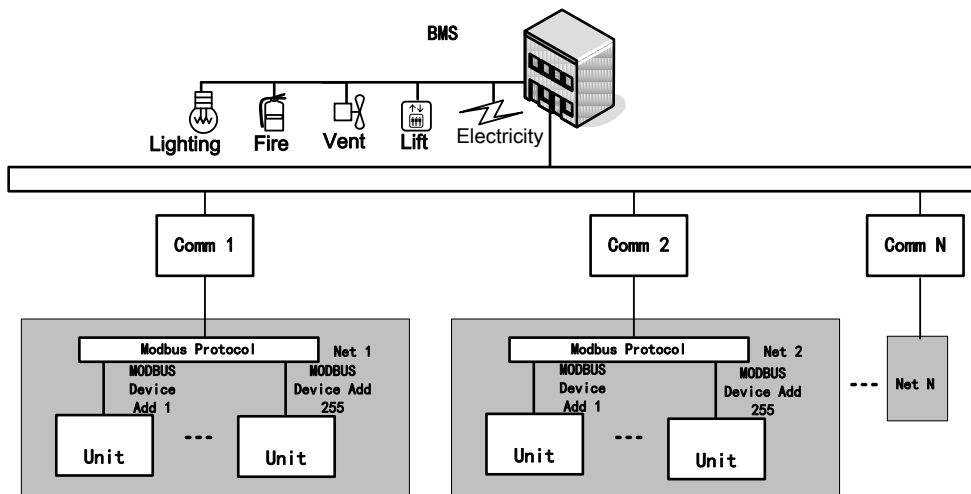 BMS
Lighting
Fire
Vent
Lift
Electricity
Comm 1
Comm 2
Comm N
Modbus Protocol
Net 1
MODBUS
Device
Add 1
MODBUS
Device Add
255
Unit
Unit
Modbus Protocol
Net 2
MODBUS
Device
Add 1
MODBUS
Device Add
255
Unit
Unit
Net N